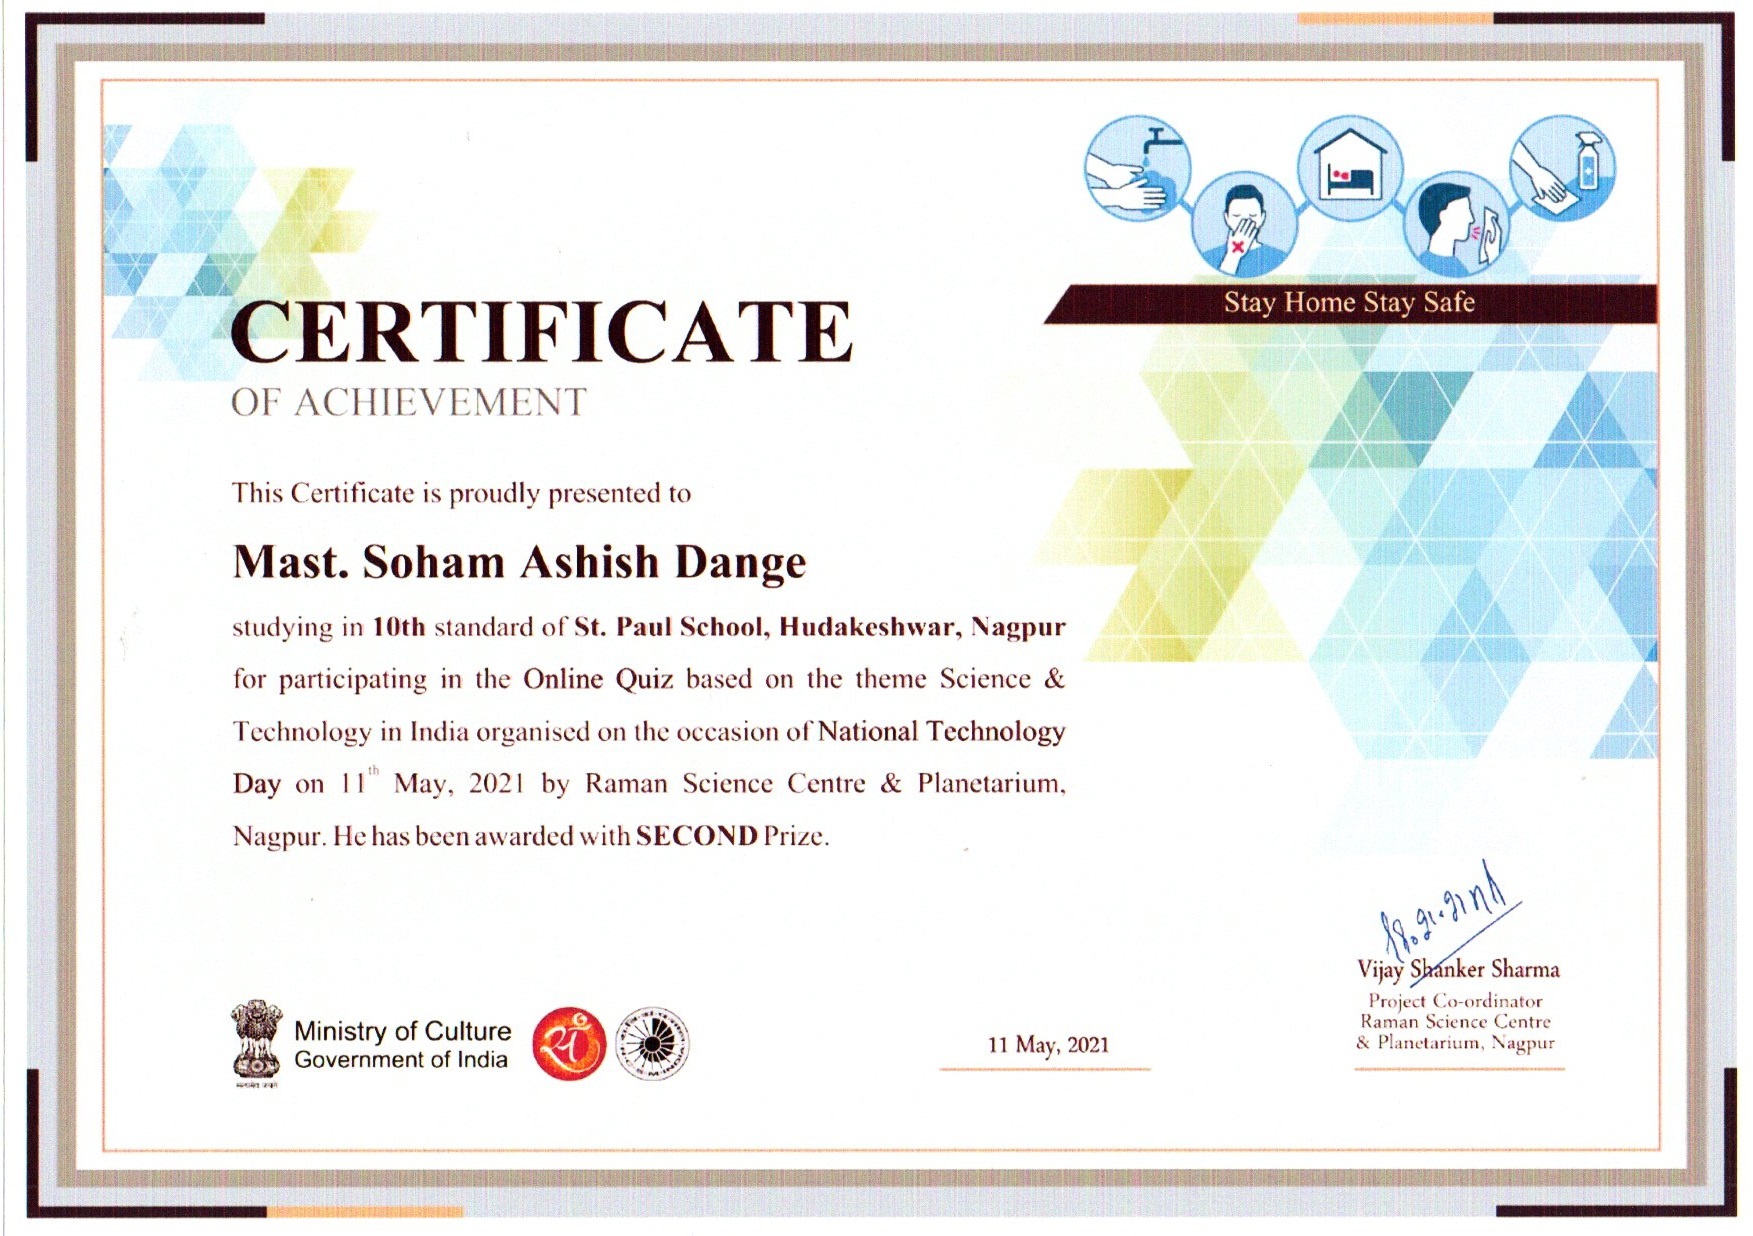 Stay Home Stay Safe
CERTIFICATE
OF ACHIEVEMENT
This Certificate is proudly presented to
Mast. Soham Ashish Dange
studying in 10th standard of St. Paul School, Hudakeshwar, Nagpur
for participating in the Online Quiz based on the theme Science &
Technology in India organised on the occasion of National Technology
Day on 11th May, 2021 by Raman Science Centre & Planetarium,
Nagpur. He has been awarded with SECOND Prize.
Vijay Shanker Sharma
Project Co-ordinator
Raman Science Centre
& Planetarium, Nagpur
Ministry of Culture
Government of India
11 May, 2021